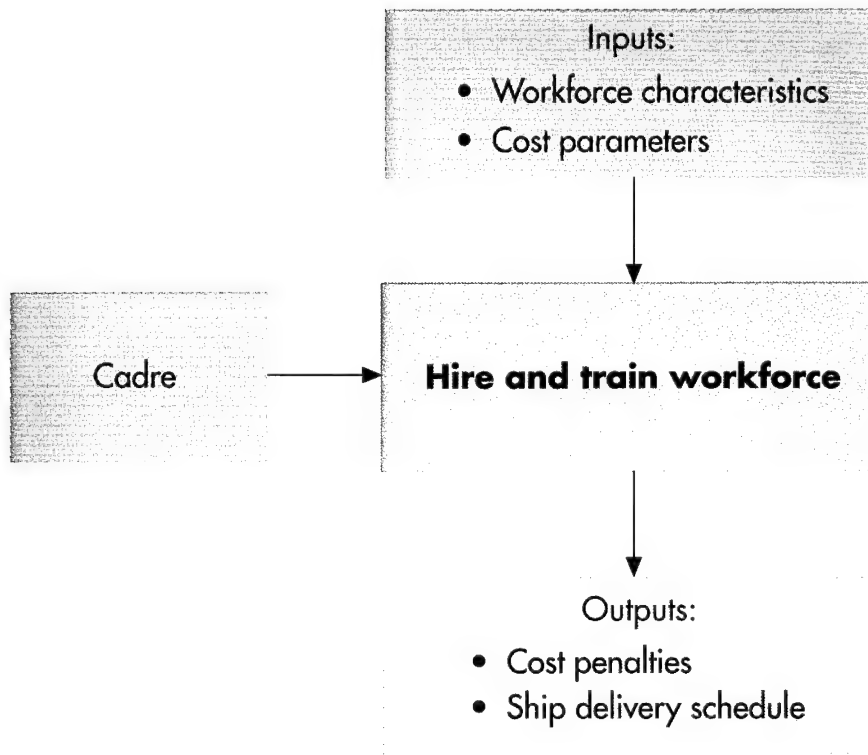 Inputs:
• Workforce characteristics
• Cost parameters
Cadre
Hire and train workforce
Outputs:
• Cost penalties
• Ship delivery schedule